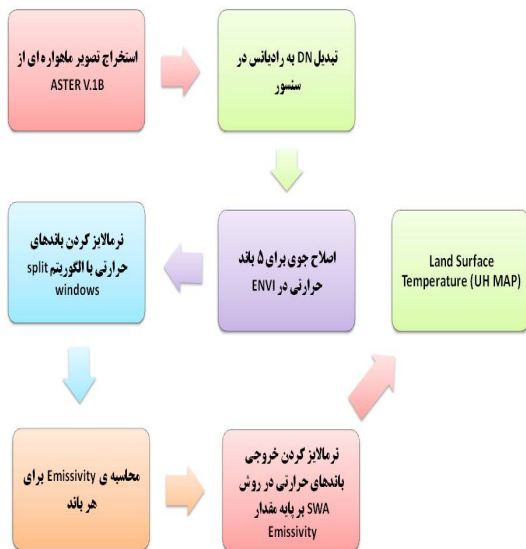 استخراج تصویر ماهواره ای از
ASTER V.1B
تبدیل DN به رادیانس در
سنسور
اصلاح جوی برای ۵ باند
حرارتی در ENVI
نرمالایز کردن باندهای
حرارتی با الگوریتم split
windows
محاسبه ی Emissivity برای
هر باند
نرمالایز کردن خروجی
باندهای حرارتی در روش
SWA بر پایه مقدار
Emissivity
Land Surface
Temperature (UH MAP)